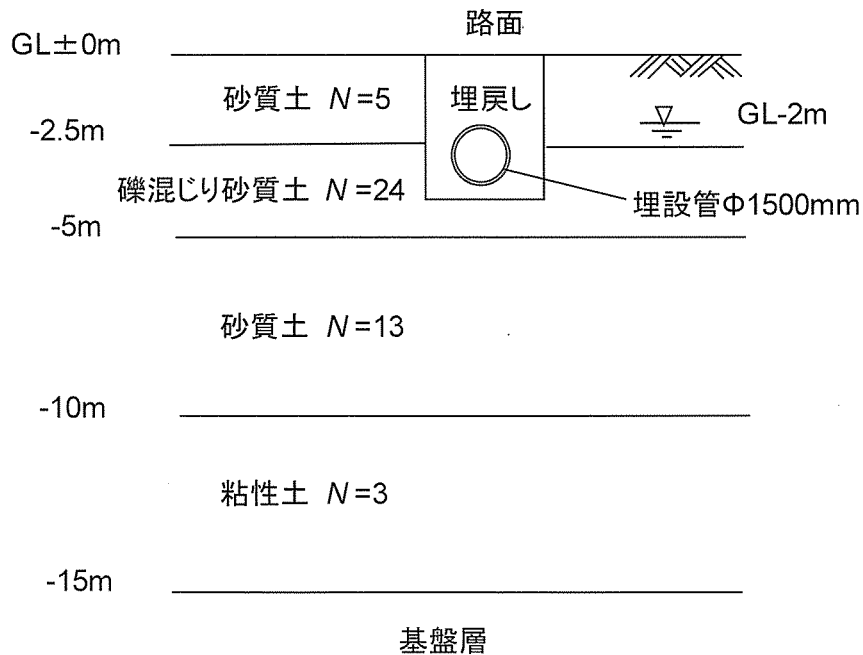 路面
GL±0m
砂質土 N=5
埋戻し
GL-2m
-2.5m
礫混じり砂質土 N=24
埋設管Φ1500mm
-5m
砂質土 N=13
-10m
粘性土 N=3
-15m
基盤層